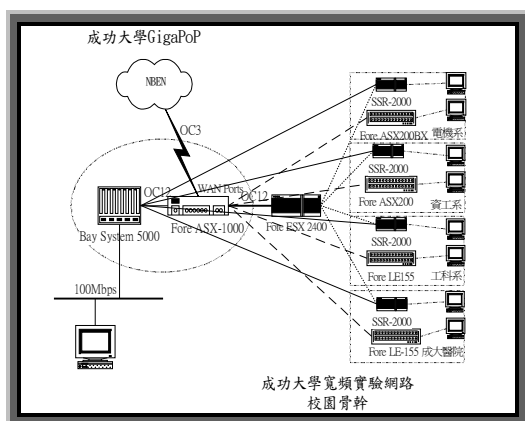 成功大學GigaPoP
NBEN
OC3
SSR-2000
Fore ASX200BX
電機系
SSR-2000
Fore ASX200
資工系
OC12
WAN Ports
OC12
Bay System 5000
Fore ASX-1000
Fore ESX 2400
SSR-2000
Fore LE155
工科系
100Mbps
SSR-2000
Fore LE-155
成大醫院
成功大學寬頻實驗網路
校園骨幹